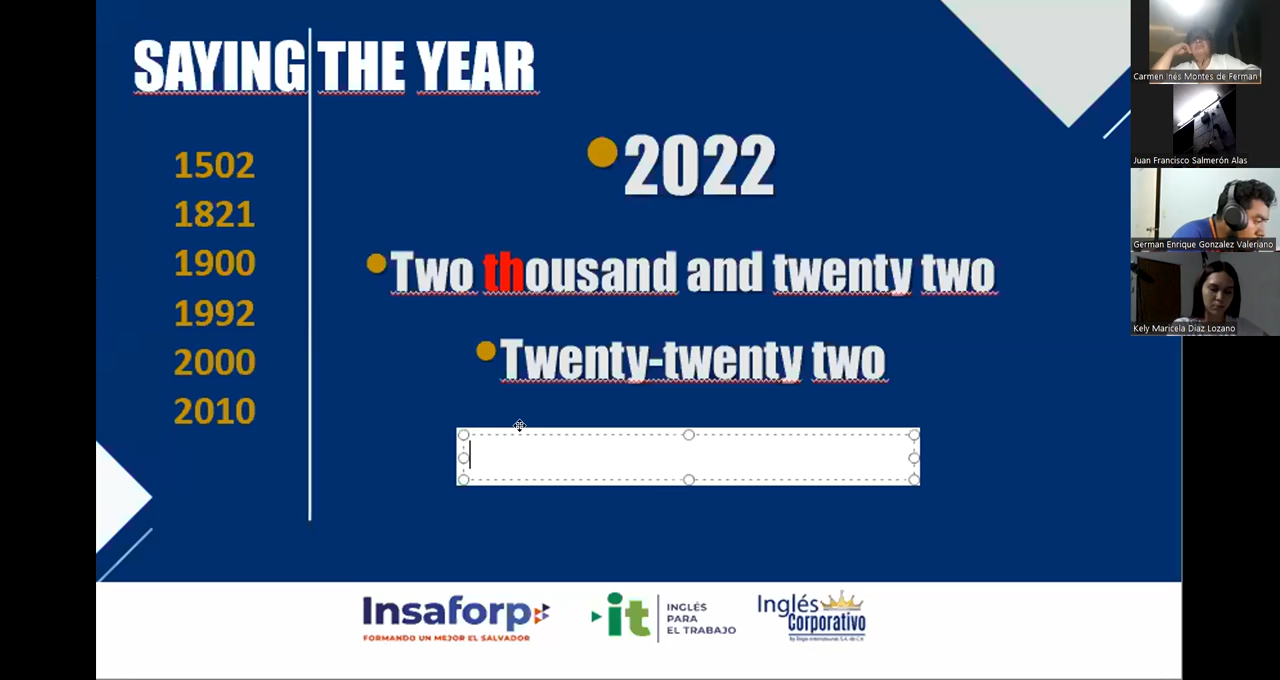 SAYING THE YEAR
1502
1821
1900
1992
2000
2010
2022
Two thousand and twenty two
Twenty-twenty two
Insaforp
FORMANDO UN MEJOR EL SALVADOR
it
INGLÉS
PARA
EL TRABAJO
Inglés
Corporativo
Carmen Inés Montes de Ferman
Juan Francisco Salmerón Alas
German Enrique Gonzalez Valeriano
Kely Maricela Diaz Lozano